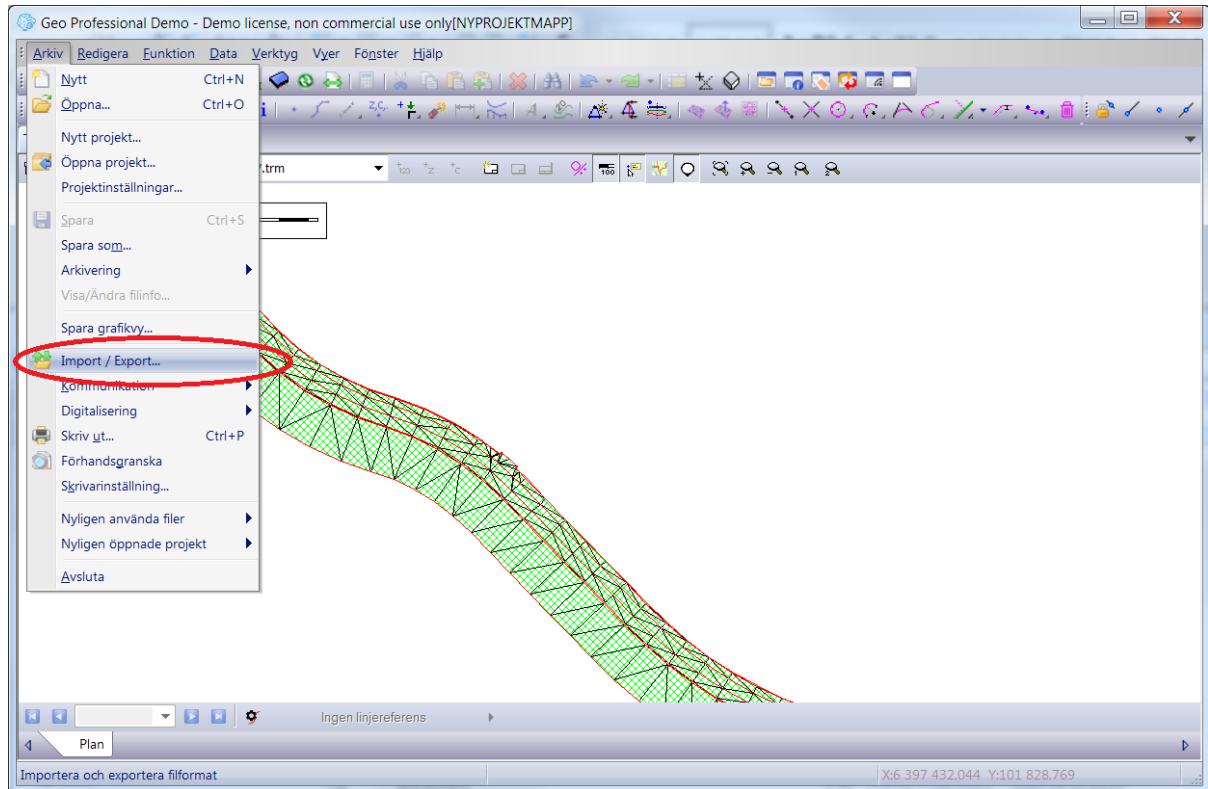 Geo Professional Demo - Demo license, non commercial use only[NYPROJEKTMAPP]
Arkiv Redigera Funktion Data Verktyg Vyer Fönster Hjälp
Nytt Ctrl+N
Öppna... Ctrl+O
Nytt projekt...
Öppna projekt...
.trm
Projektinställningar...
Spara Ctrl+S
Spara som...
Arkivering
Visa/Ändra filinfo...
Spara grafikvy...
Import / Export...
Kommunikation
Digitalisering
Skriv ut... Ctrl+P
Förhandsgranska
Skrivarinställning...
Nyligen använda filer
Nyligen öppnade projekt
Avsluta
Ingen linjereferens
Plan
Importera och exportera filformat X:6 397 432.044 Y:101 828.769